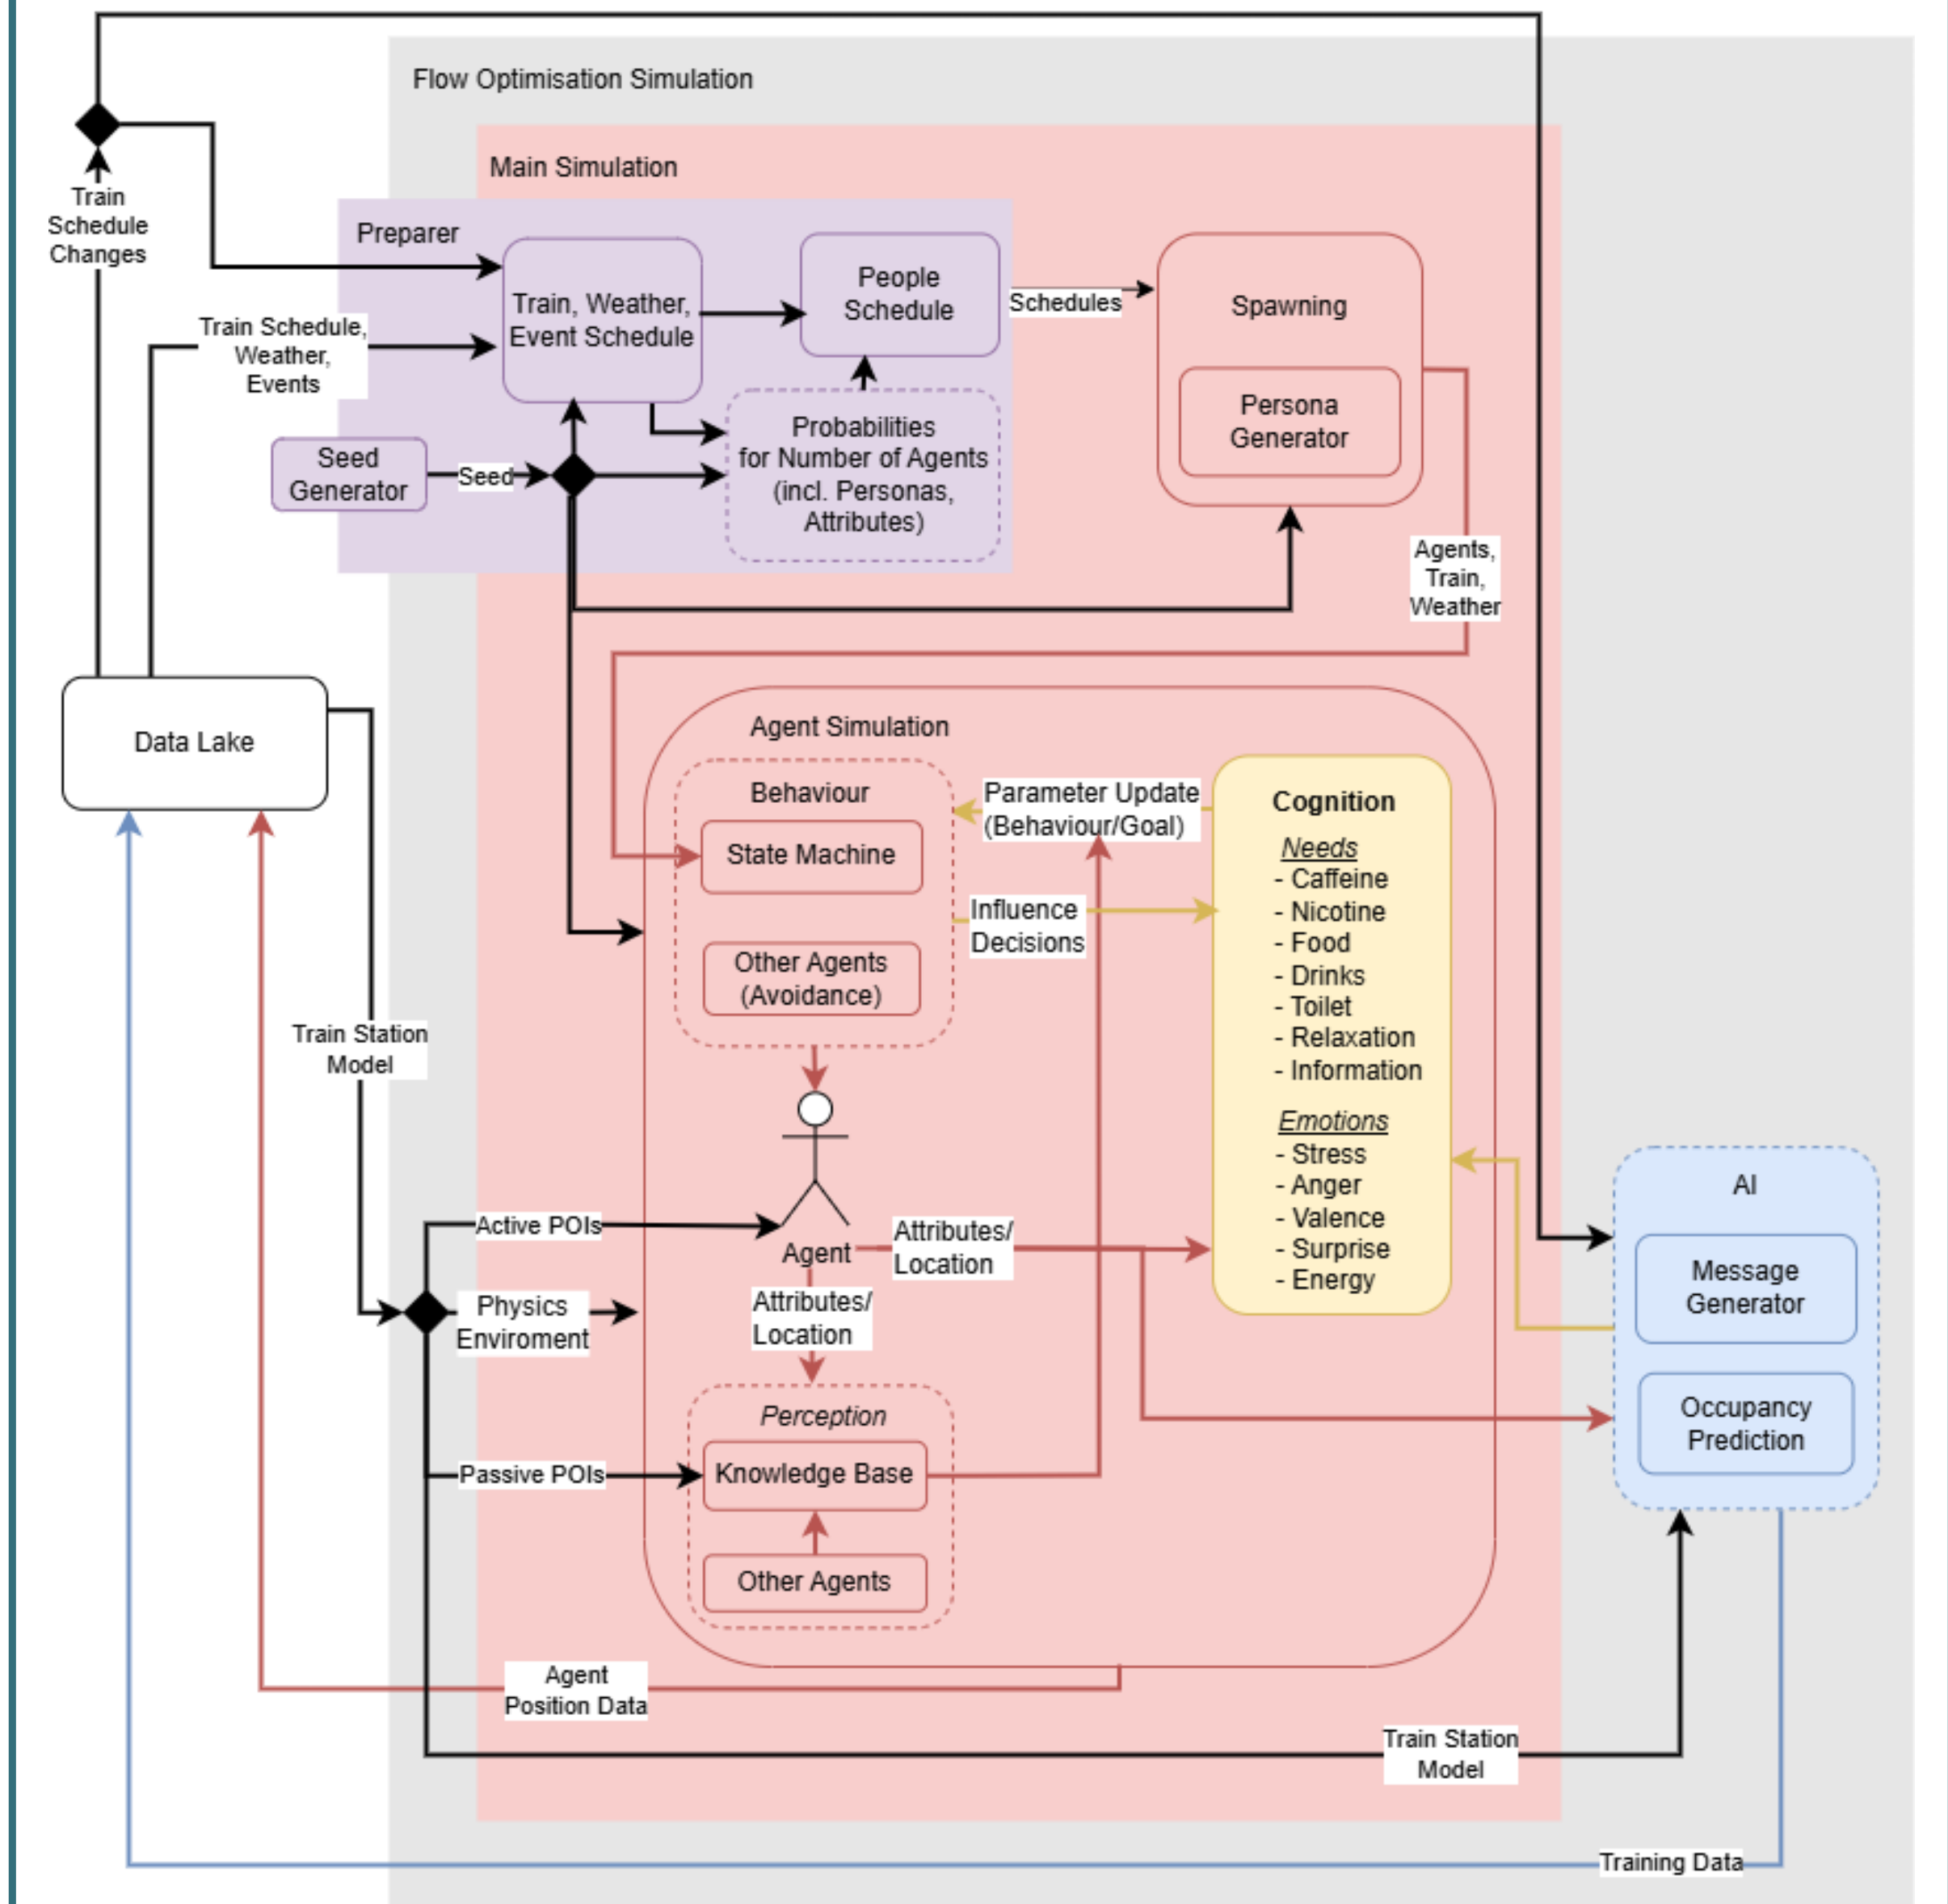 Flow Optimisation Simulation
Main Simulation
Train
Schedule
Changes
Preparer
Train, Weather,
Event Schedule
People
Schedule
Schedules
Spawning
Persona
Generator
Train Schedule,
Weather,
Events
Seed
Generator
Seed
Probabilities
for Number of Agents
(incl. Personas,
Attributes)
Agents,
Train,
Weather
Data Lake
Agent Simulation
Behaviour
State Machine
Other Agents
(Avoidance)
Parameter Update
(Behaviour/Goal)
Influence
Decisions
Cognition
Needs
- Caffeine
- Nicotine
- Food
- Drinks
- Toilet
- Relaxation
- Information
Emotions
- Stress
- Anger
- Valence
- Surprise
- Energy
Train Station
Model
Active POIs
Agent
Attributes/
Location
Physics
Enviroment
Attributes/
Location
Perception
Knowledge Base
Passive POIs
Other Agents
AI
Message
Generator
Occupancy
Prediction
Agent
Position Data
Train Station
Model
Training Data